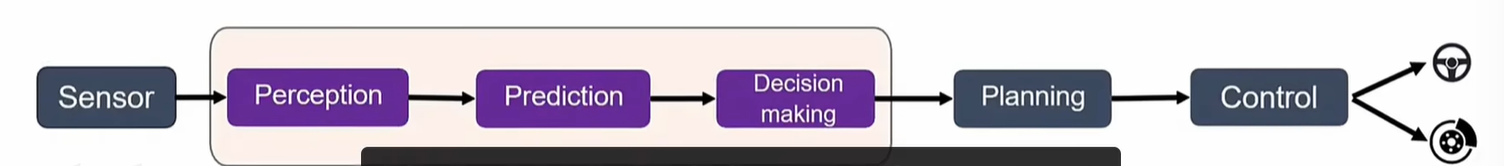 Sensor
Perception
Prediction
Decision
making
Planning
Control